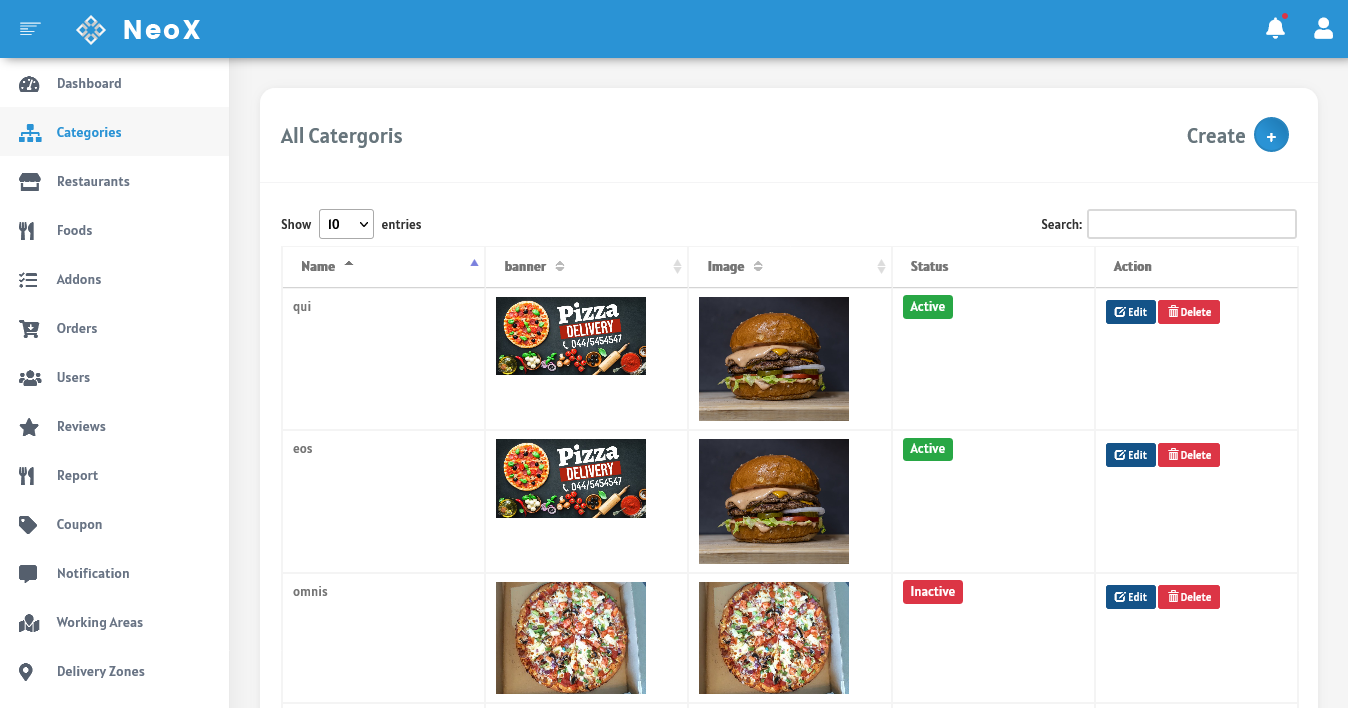 NeoX
Dashboard
Categories
Restaurants
Foods
Addons
Orders
Users
Reviews
Report
Coupon
Notification
Working Areas
Delivery Zones
All Catergoris
Create +
Show 10 entries
Search:
Name banner Image Status Action
qui
Pizza
DELIVERY
044/5454547
Active
Edit Delete
eos
Pizza
DELIVERY
044/5454547
Active
Edit Delete
omnis
Inactive
Edit Delete